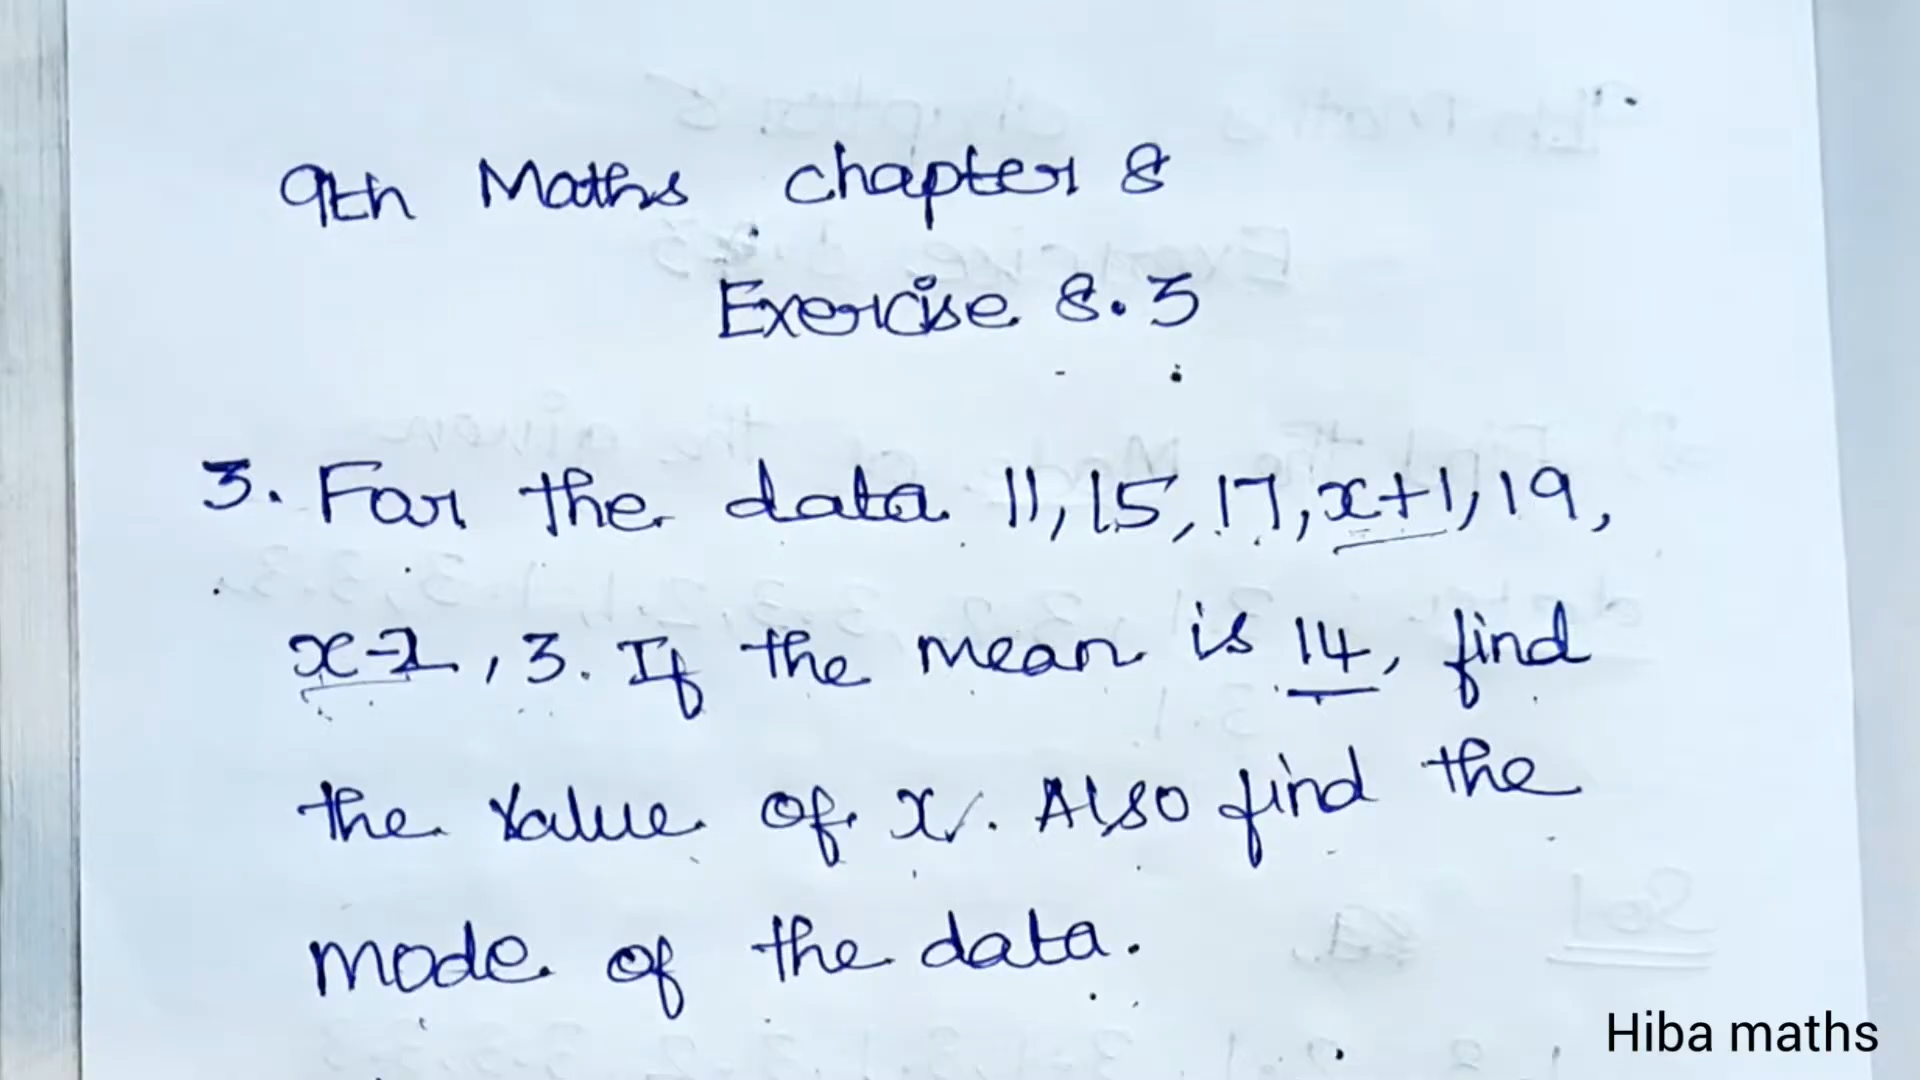 9th Maths chapter 8
Exercise 8.3
3. For the data 11, 15, 17, x+1, 19,
x-2, 3. If the mean is 14, find
the value of x. Also find the
mode of the data.
Hiba maths